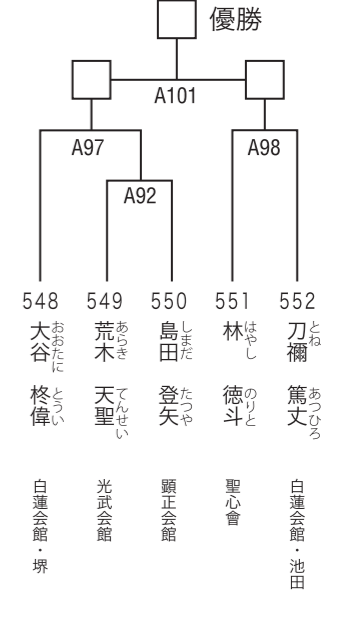 優勝
A101
A97
A98
A92
548
549
550
551
552
大谷 柊偉
おおたに とうい
荒木 天聖
あらき てんせい
島田 登矢
しまだ たつや
林 徳斗
はやし のりと
刀禰 篤丈
とね あつひろ
白蓮会館・堺
光武会館
顕正会館
聖心會
白蓮会館・池田